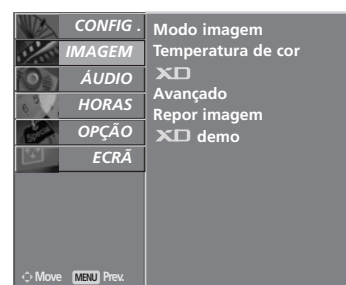 CONFIG .
IMAGEM
ÁUDIO
HORAS
OPÇÃO
ECRÃ
Modo imagem
Temperatura de cor
XD
Avançado
Repor imagem
XD demo
Move MENU Prev.